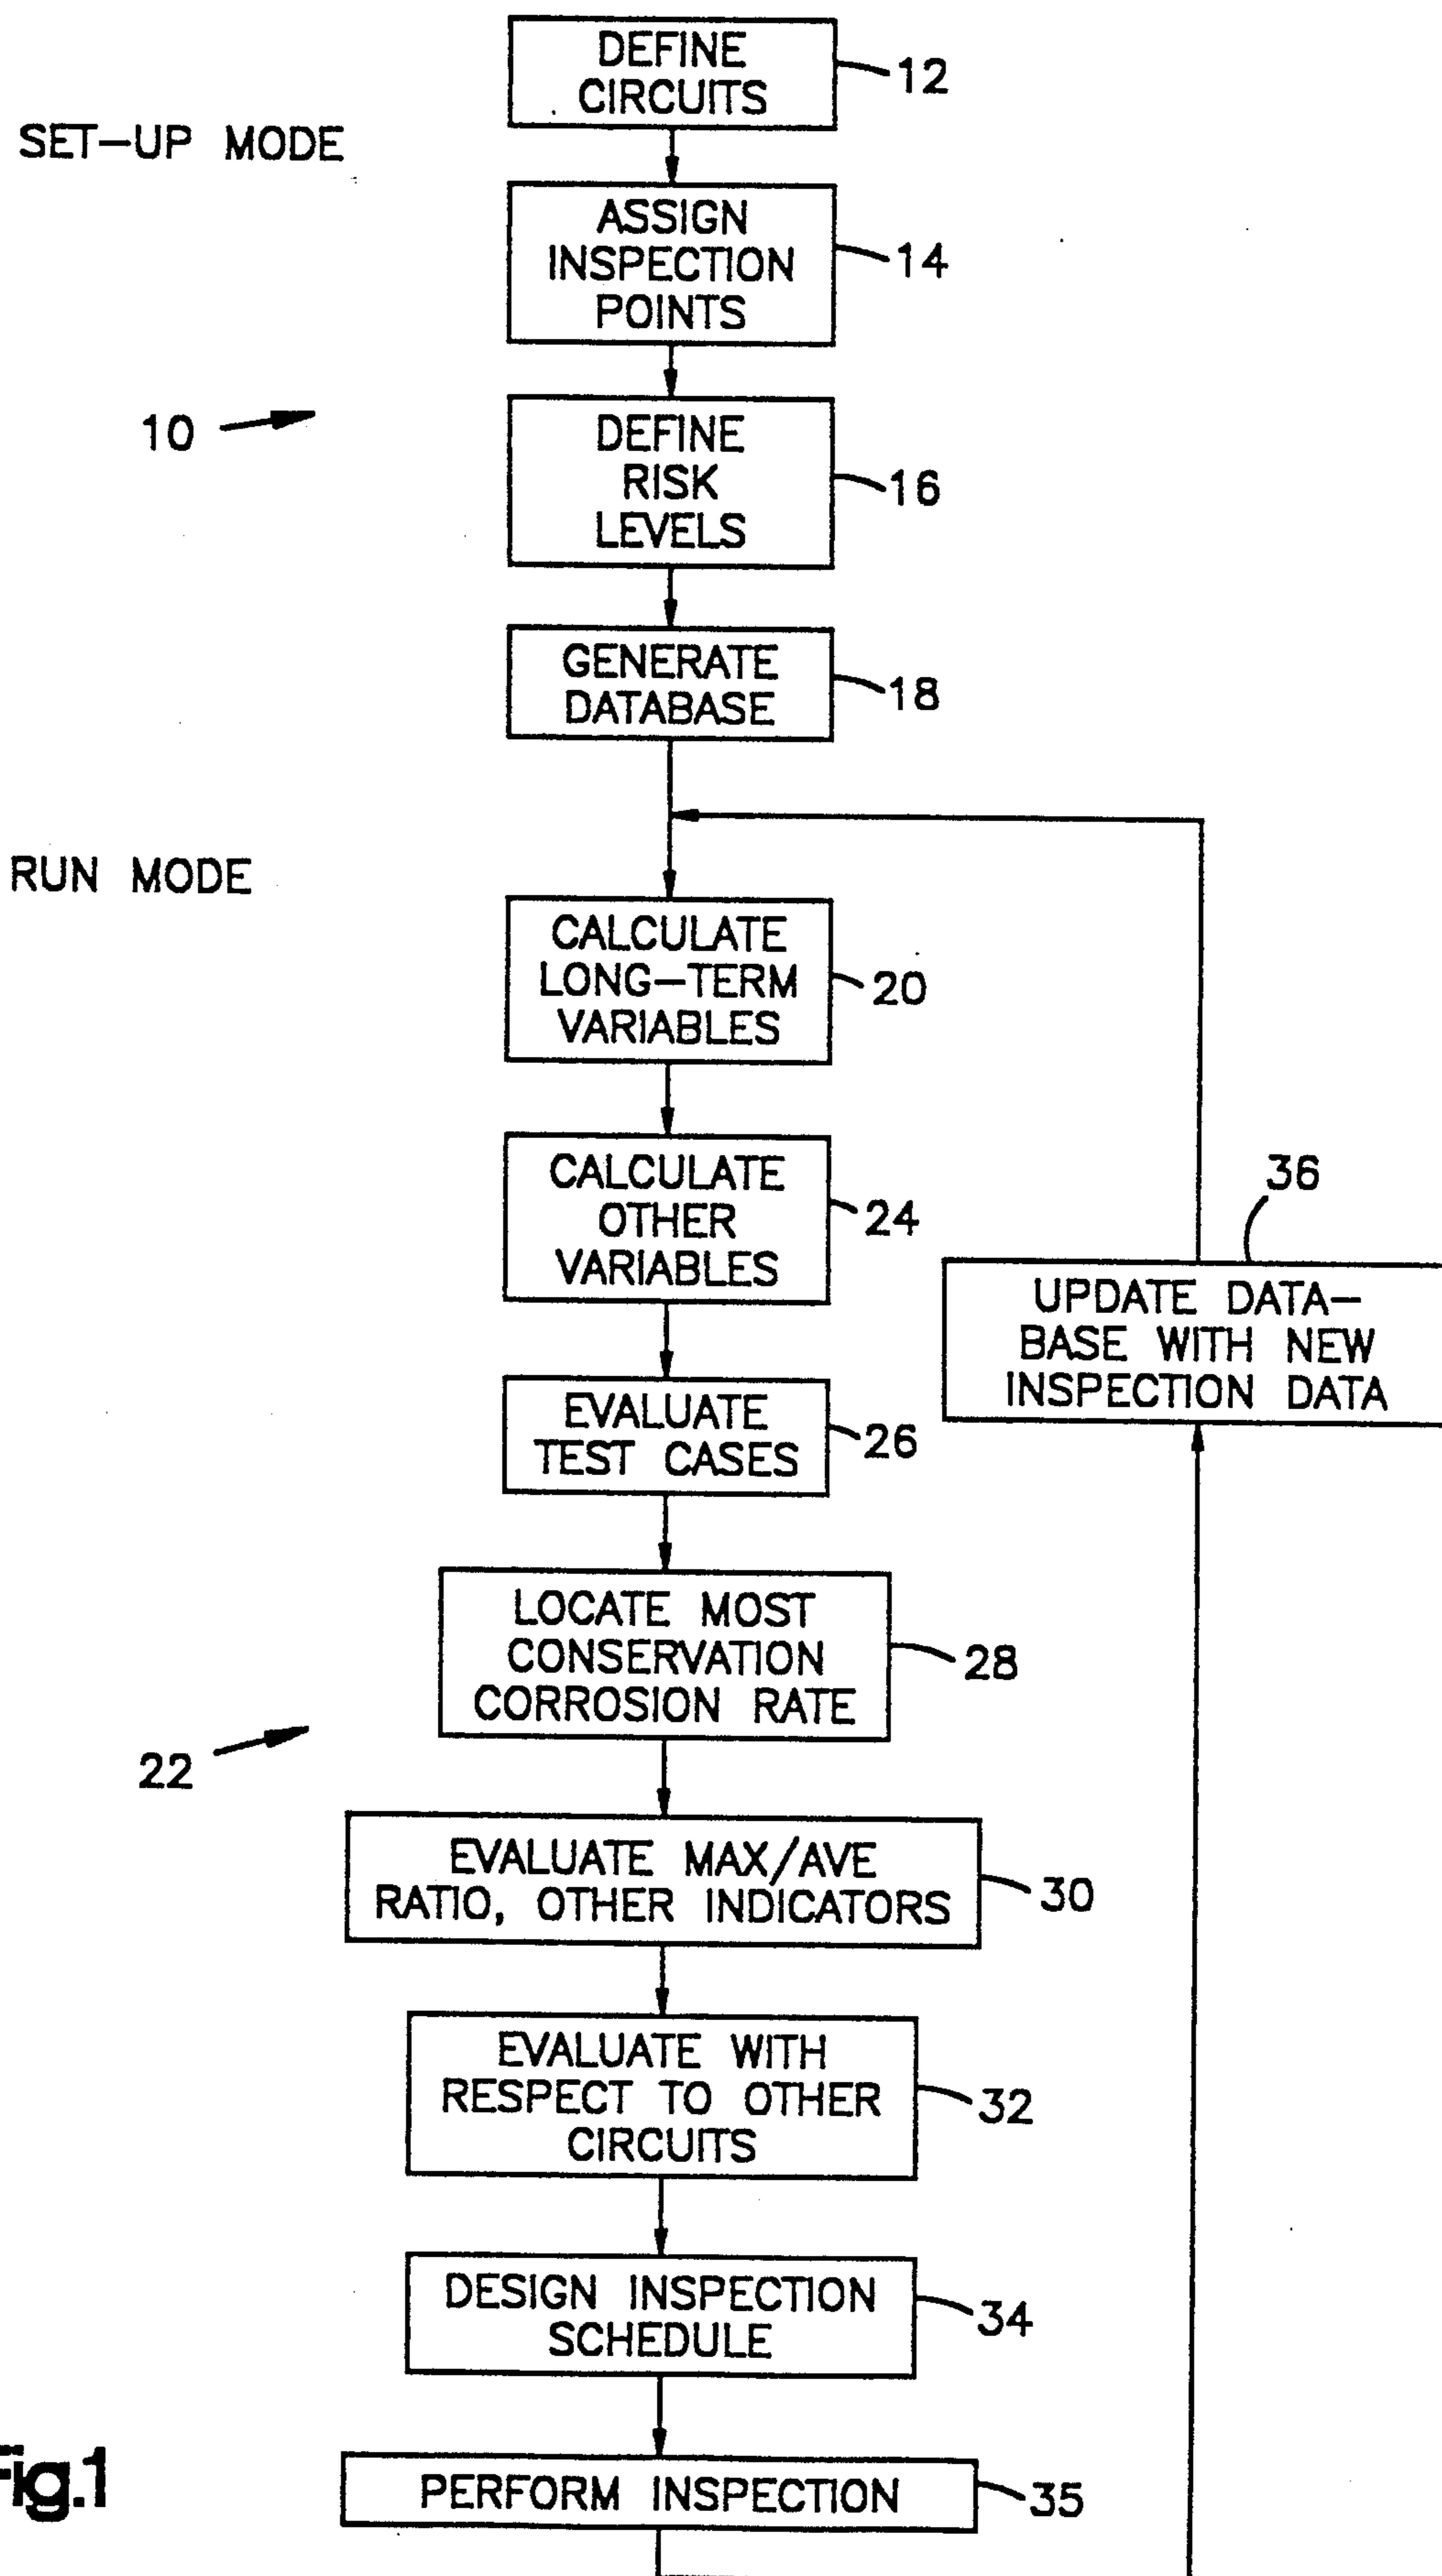 DEFINE
CIRCUITS
12
SET-UP MODE
ASSIGN
INSPECTION
POINTS
14
10
DEFINE
RISK
LEVELS
16
GENERATE
DATABASE
18
RUN MODE
CALCULATE
LONG-TERM
VARIABLES
20
CALCULATE
OTHER
VARIABLES
24
36
UPDATE DATA-
BASE WITH NEW
INSPECTION DATA
EVALUATE
TEST CASES
26
LOCATE MOST
CONSERVATION
CORROSION RATE
28
22
EVALUATE MAX/AVE
RATIO, OTHER INDICATORS
30
EVALUATE WITH
RESPECT TO OTHER
CIRCUITS
32
DESIGN INSPECTION
SCHEDULE
34
Fig.1
PERFORM INSPECTION
35